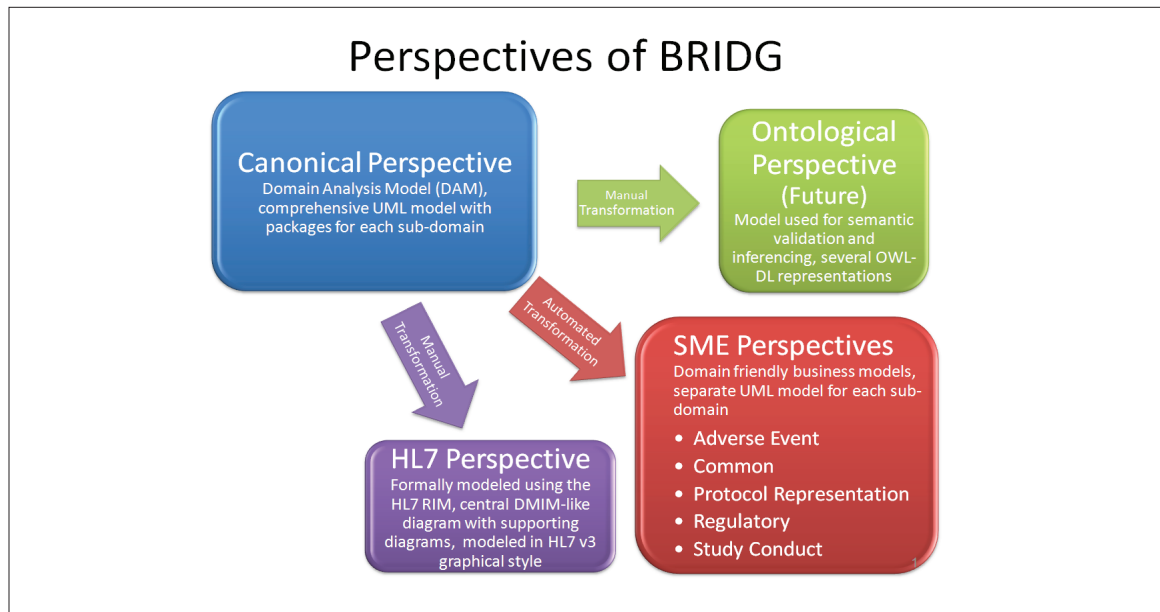 Perspectives of BRIDG
Canonical Perspective
Domain Analysis Model (DAM),
comprehensive UML model with
packages for each sub-domain
Manual
Transformation
Ontological
Perspective
(Future)
Model used for semantic
validation and
inferencing, several OWL-
DL representations
Manual
Transformation
Automated
Transformation
HL7 Perspective
Formally modeled using the
HL7 RIM, central DMIM-like
diagram with supporting
diagrams, modeled in HL7 v3
graphical style
SME Perspectives
Domain friendly business models,
separate UML model for each sub-
domain
• Adverse Event
• Common
• Protocol Representation
• Regulatory
• Study Conduct
1